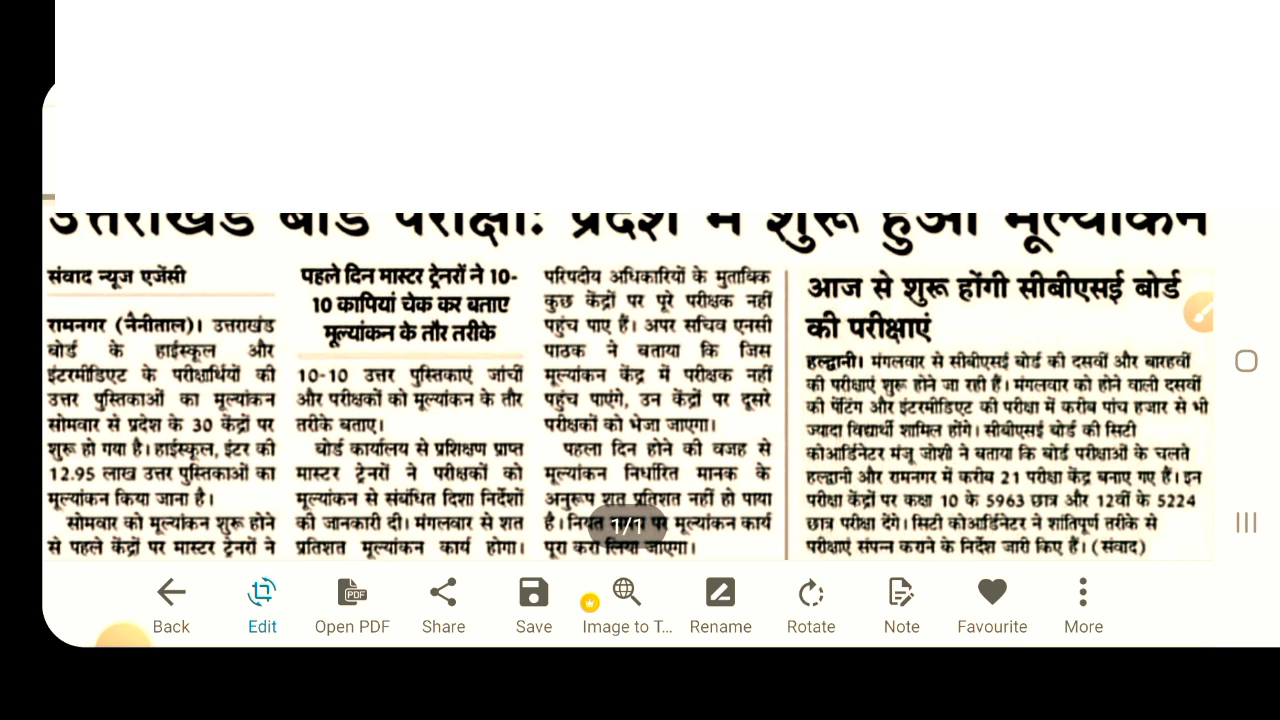 उत्तराखंड बोर्ड परीक्षा: प्रदेश में शुरू हुआ मूल्यांकन
संवाद न्यूज एजेंसी
रामनगर (नैनीताल)। उत्तराखंड
बोर्ड के हाईस्कूल और
इंटरमीडिएट के परीक्षार्थियों की
उत्तर पुस्तिकाओं का मूल्यांकन
सोमवार से प्रदेश के 30 केंद्रों पर
शुरू हो गया है। हाईस्कूल, इंटर की
12.95 लाख उत्तर पुस्तिकाओं का
मूल्यांकन किया जाना है।
सोमवार को मूल्यांकन शुरू होने
से पहले केंद्रों पर मास्टर ट्रेनरों ने
पहले दिन मास्टर ट्रेनरों ने 10-
10 कापियां चेक कर बताए
मूल्यांकन के तौर तरीके
10-10 उत्तर पुस्तिकाएं जांचीं
और परीक्षकों को मूल्यांकन के तौर
तरीके बताए।
बोर्ड कार्यालय से प्रशिक्षण प्राप्त
मास्टर ट्रेनरों ने परीक्षकों को
मूल्यांकन से संबंधित दिशा निर्देशों
की जानकारी दी। मंगलवार से शत
प्रतिशत मूल्यांकन कार्य होगा।
परिषदीय अधिकारियों के मुताबिक
कुछ केंद्रों पर पूरे परीक्षक नहीं
पहुंच पाए हैं। अपर सचिव एनसी
पाठक ने बताया कि जिस
मूल्यांकन केंद्र में परीक्षक नहीं
पहुंच पाएंगे, उन केंद्रों पर दूसरे
परीक्षकों को भेजा जाएगा।
पहला दिन होने की वजह से
मूल्यांकन निर्धारित मानक के
अनुरूप शत प्रतिशत नहीं हो पाया
है। नियत पर मूल्यांकन कार्य
पूरा करा लिया जाएगा।
1/1
आज से शुरू होंगी सीबीएसई बोर्ड
की परीक्षाएं
हल्द्वानी। मंगलवार से सीबीएसई बोर्ड की दसवीं और बारहवीं
की परीक्षाएं शुरू होने जा रही हैं। मंगलवार को होने वाली दसवीं
की पेंटिंग और इंटरमीडिएट की परीक्षा में करीब पांच हजार से भी
ज्यादा विद्यार्थी शामिल होंगे। सीबीएसई बोर्ड की सिटी
कोआर्डिनेटर मंजू जोशी ने बताया कि बोर्ड परीक्षाओं के चलते
हल्द्वानी और रामनगर में करीब 21 परीक्षा केंद्र बनाए गए हैं। इन
परीक्षा केंद्रों पर कक्षा 10 के 5963 छात्र और 12वीं के 5224
छात्र परीक्षा देंगे। सिटी कोआर्डिनेटर ने शांतिपूर्ण तरीके से
परीक्षाएं संपन्न कराने के निर्देश जारी किए हैं। (संवाद)
Back
Edit
Open PDF
Share
Save
Image to T...
Rename
Rotate
Note
Favourite
More